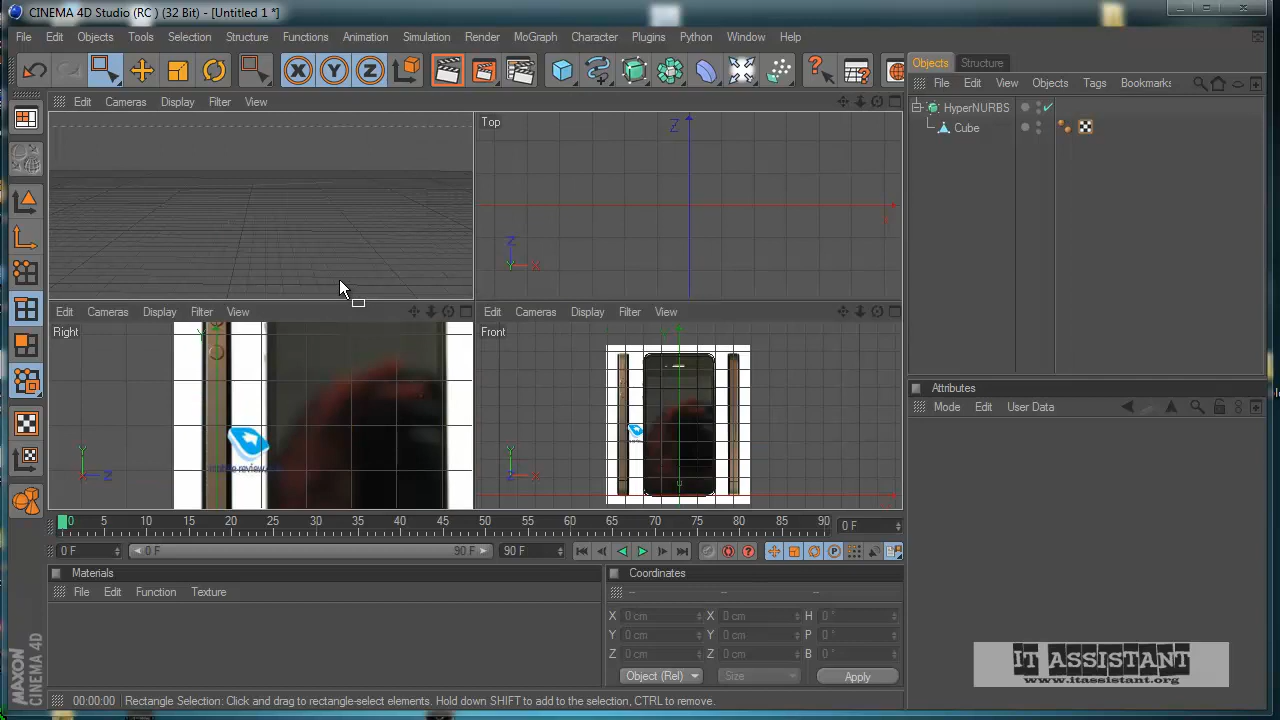 CINEMA 4D Studio (RC ) (32 Bit) - [Untitled 1 *]
File Edit Objects Tools Selection Structure Functions Animation Simulation Render MoGraph Character Plugins Python Window Help
Objects Structure
File Edit View Objects Tags Bookmarks
HyperNURBS
Cube
Edit Cameras Display Filter View
Top
Z
Z
Y X
Edit Cameras Display Filter View
Edit Cameras Display Filter View
Right
Front
Y
Z
Y
Z X
Attributes
Mode Edit User Data
0 5 10 15 20 25 30 35 40 45 50 55 60 65 70 75 80 85 90 0 F
0 F 0 F 90 F 90 F
Materials
File Edit Function Texture
Coordinates
-- -- --
X 0 cm X 0 cm H 0 °
Y 0 cm Y 0 cm P 0 °
Z 0 cm Z 0 cm B 0 °
Object (Rel) Size Apply
MAXON
CINEMA 4D
IT ASSISTANT
www.itassistant.org
00:00:00 Rectangle Selection: Click and drag to rectangle-select elements. Hold down SHIFT to add to the selection, CTRL to remove.